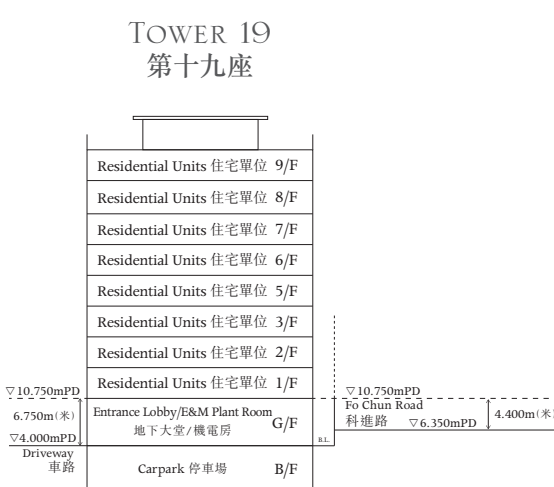 TOWER 19
第十九座
Residential Units 住宅單位 9/F
Residential Units 住宅單位 8/F
Residential Units 住宅單位 7/F
Residential Units 住宅單位 6/F
Residential Units 住宅單位 5/F
Residential Units 住宅單位 3/F
Residential Units 住宅單位 2/F
Residential Units 住宅單位 1/F
▽10.750mPD
▽10.750mPD
6.750m(米)
Entrance Lobby/E&M Plant Room
地下大堂/機電房
G/F
Fo Chun Road
科進路
▽6.350mPD
4.400m(米)
▽4.000mPD
B.L.
Driveway
車路
Carpark 停車場 B/F